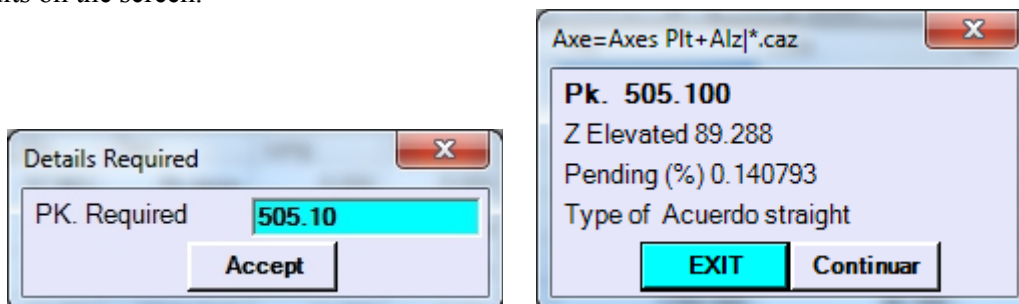 Details Required
PK. Required 505.10
Accept
Axe=Axes Plt+Alz|*.caz
Pk. 505.100
Z Elevated 89.288
Pending (%) 0.140793
Type of Acuerdo straight
EXIT Continuar